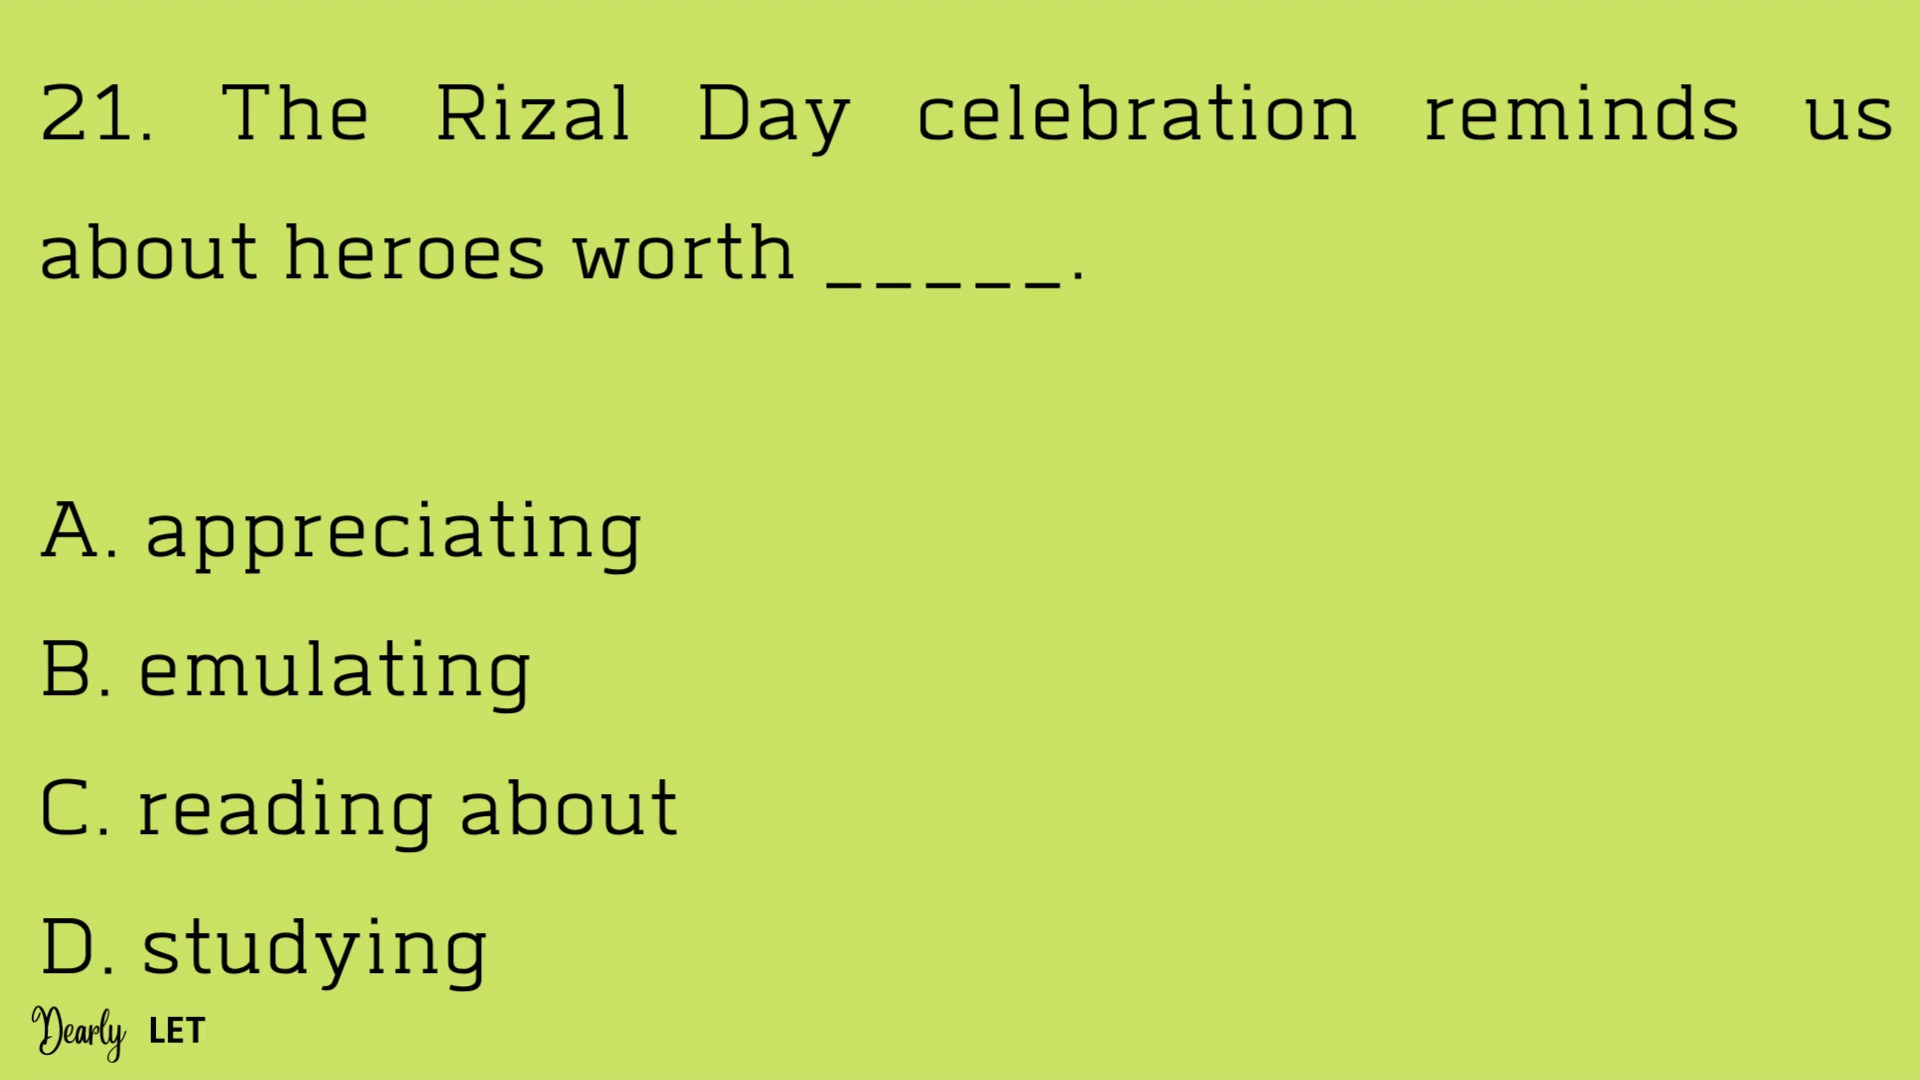 21. The Rizal Day celebration reminds us
about heroes worth _____.
A. appreciating
B. emulating
C. reading about
D. studying
Dearly LET